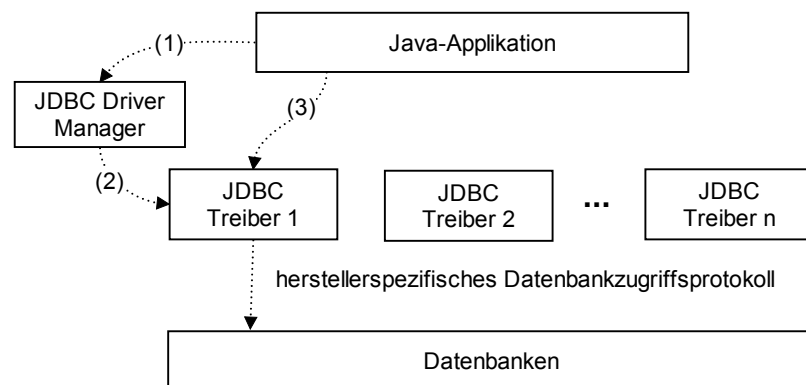 (1)
Java-Applikation
JDBC Driver
Manager
(3)
(2)
JDBC
Treiber 1
JDBC
Treiber 2
...
JDBC
Treiber n
herstellerspezifisches Datenbankzugriffsprotokoll
Datenbanken